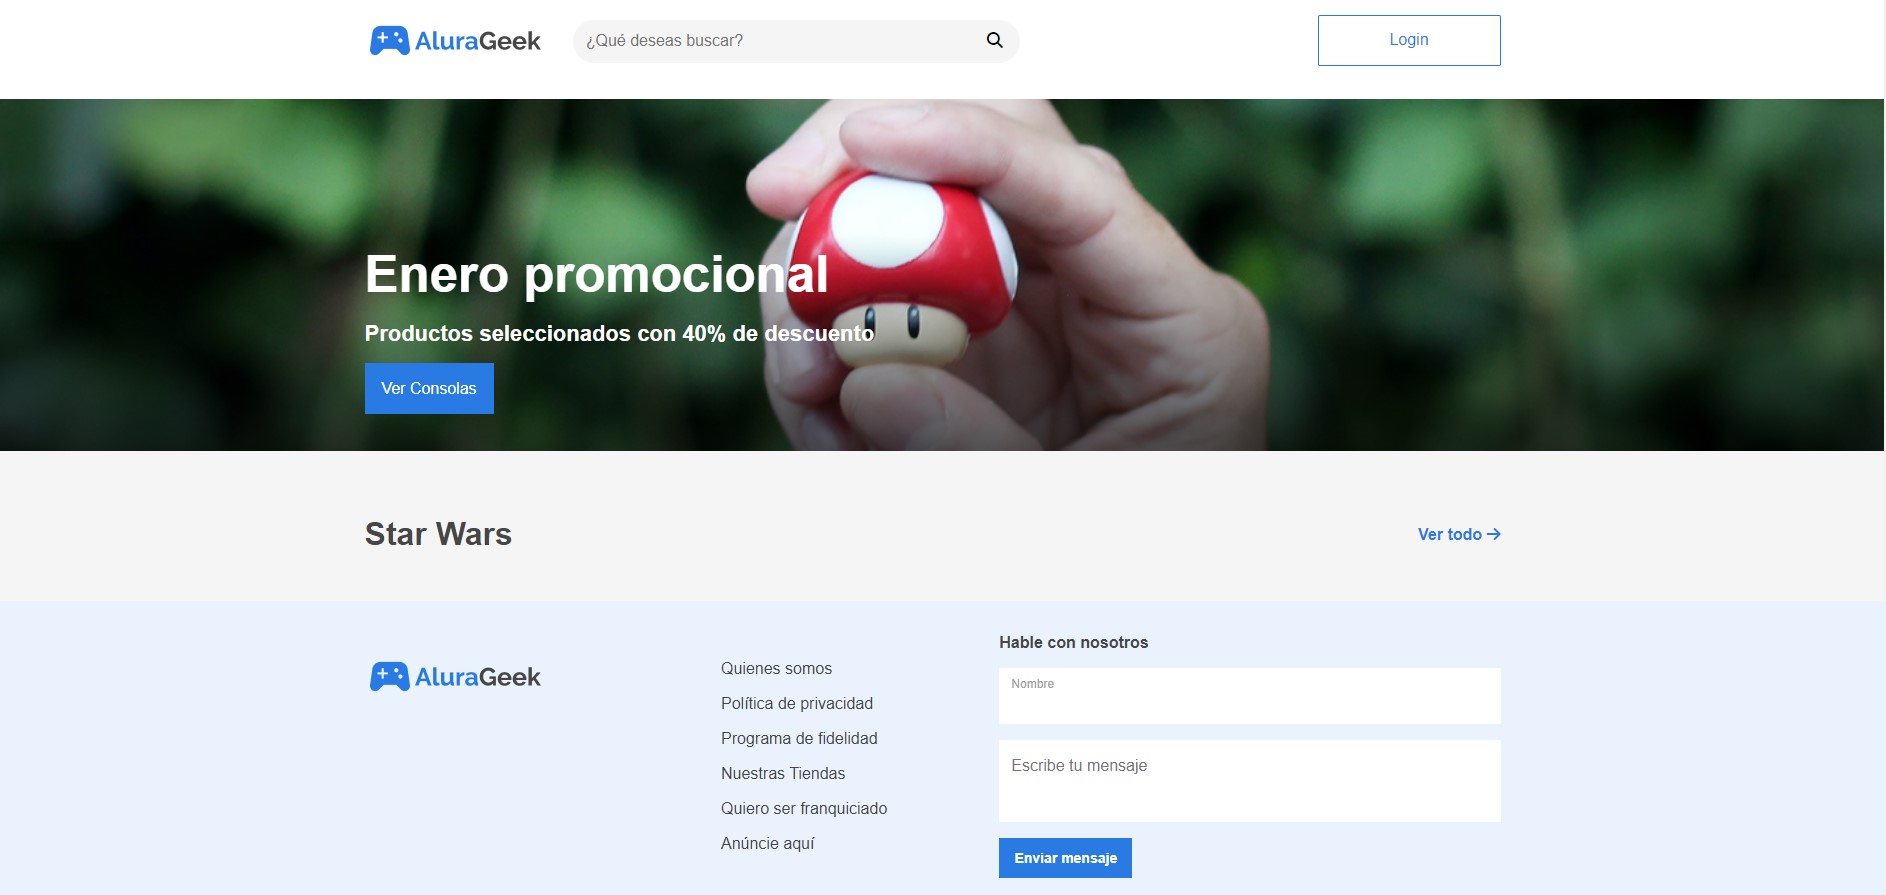 AluraGeek
¿Qué deseas buscar?
Login
Enero promocional
Productos seleccionados con 40% de descuento
Ver Consolas
Star Wars
Ver todo →
AluraGeek
Quienes somos
Política de privacidad
Programa de fidelidad
Nuestras Tiendas
Quiero ser franquiciado
Anúncie aquí
Hable con nosotros
Nombre
Escribe tu mensaje
Enviar mensaje